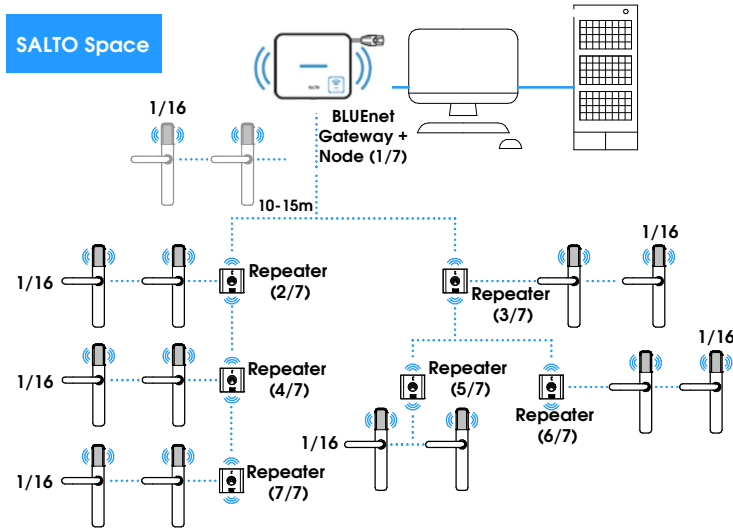 SALTO Space
BLUEnet
Gateway +
Node (1/7)
1/16
10-15m
1/16
Repeater
(2/7)
Repeater
(3/7)
1/16
1/16
Repeater
(4/7)
Repeater
(5/7)
Repeater
(6/7)
1/16
1/16
1/16
Repeater
(7/7)